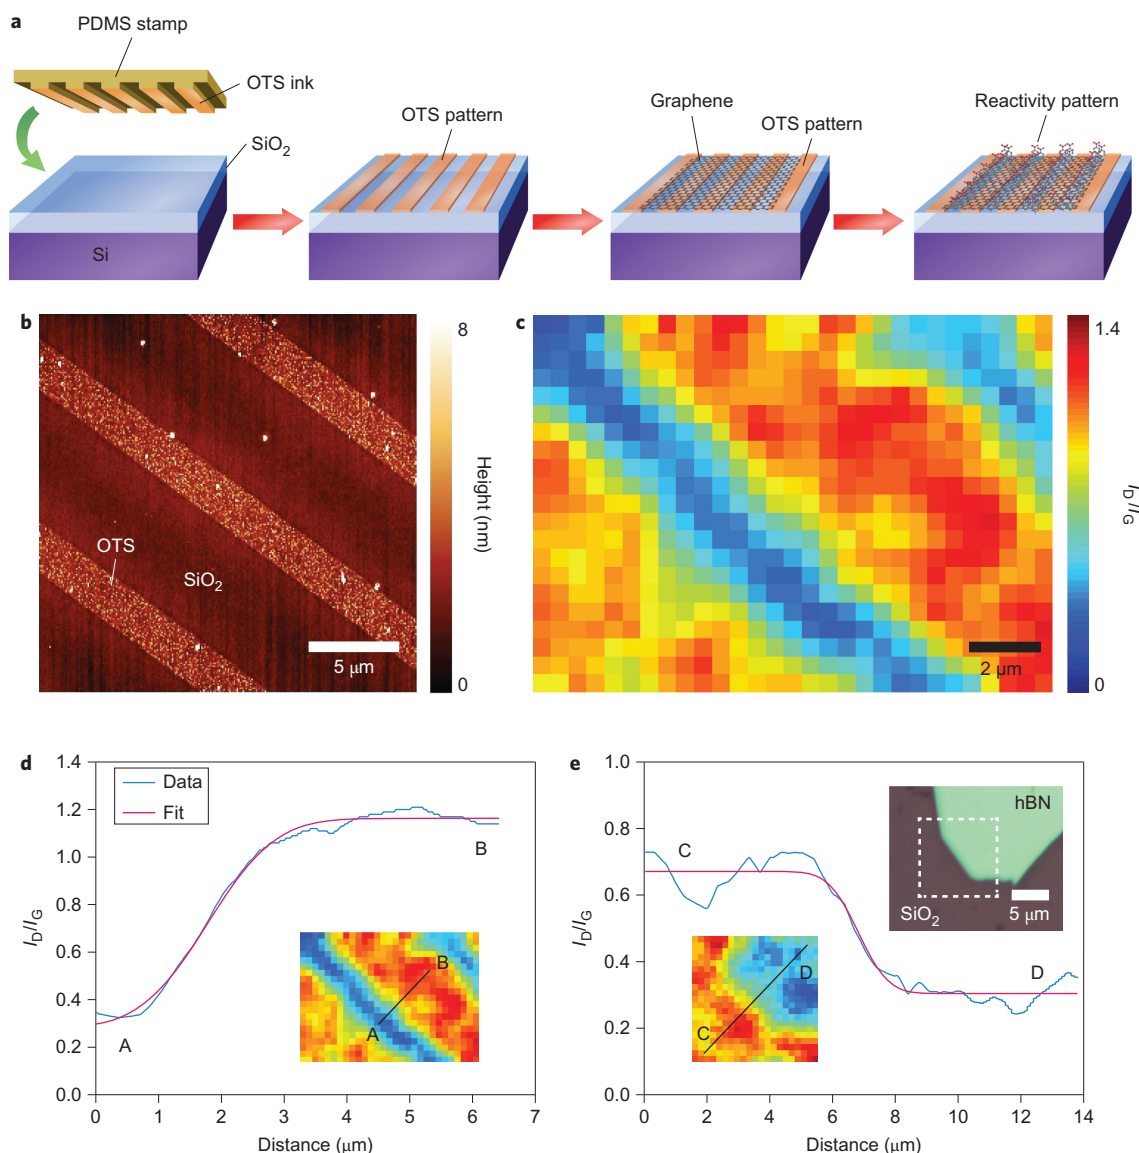 a
PDMS stamp
OTS ink
SiO2
Si
OTS pattern
Graphene
OTS pattern
Reactivity pattern
b
OTS
SiO2
5 μm
8
Height (nm)
0
c
2 μm
1.4
ID/IG
0
d
1.4
1.2
1.0
0.8
0.6
0.4
0.2
0.0
ID/IG
Data
Fit
A
B
B
A
0 1 2 3 4 5 6 7
Distance (μm)
e
1.0
0.8
0.6
0.4
0.2
0.0
ID/IG
C
D
hBN
SiO2
5 μm
D
C
0 2 4 6 8 10 12 14
Distance (μm)